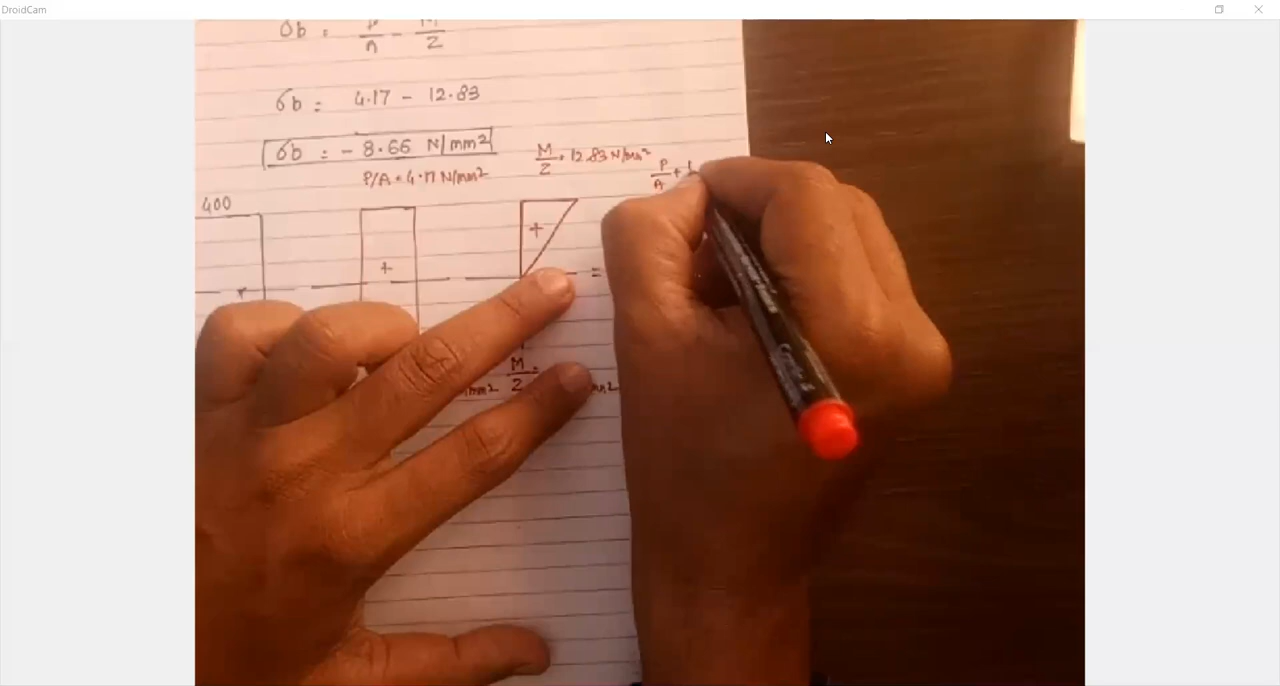 DroidCam
σb = P/A - M/Z
σb = 4.17 - 12.83
σb = - 8.66 N/mm²
M/Z = 12.83 N/mm²
P/A = 4.17 N/mm²
P/A +
400
+
+
=
M/Z =
mm²